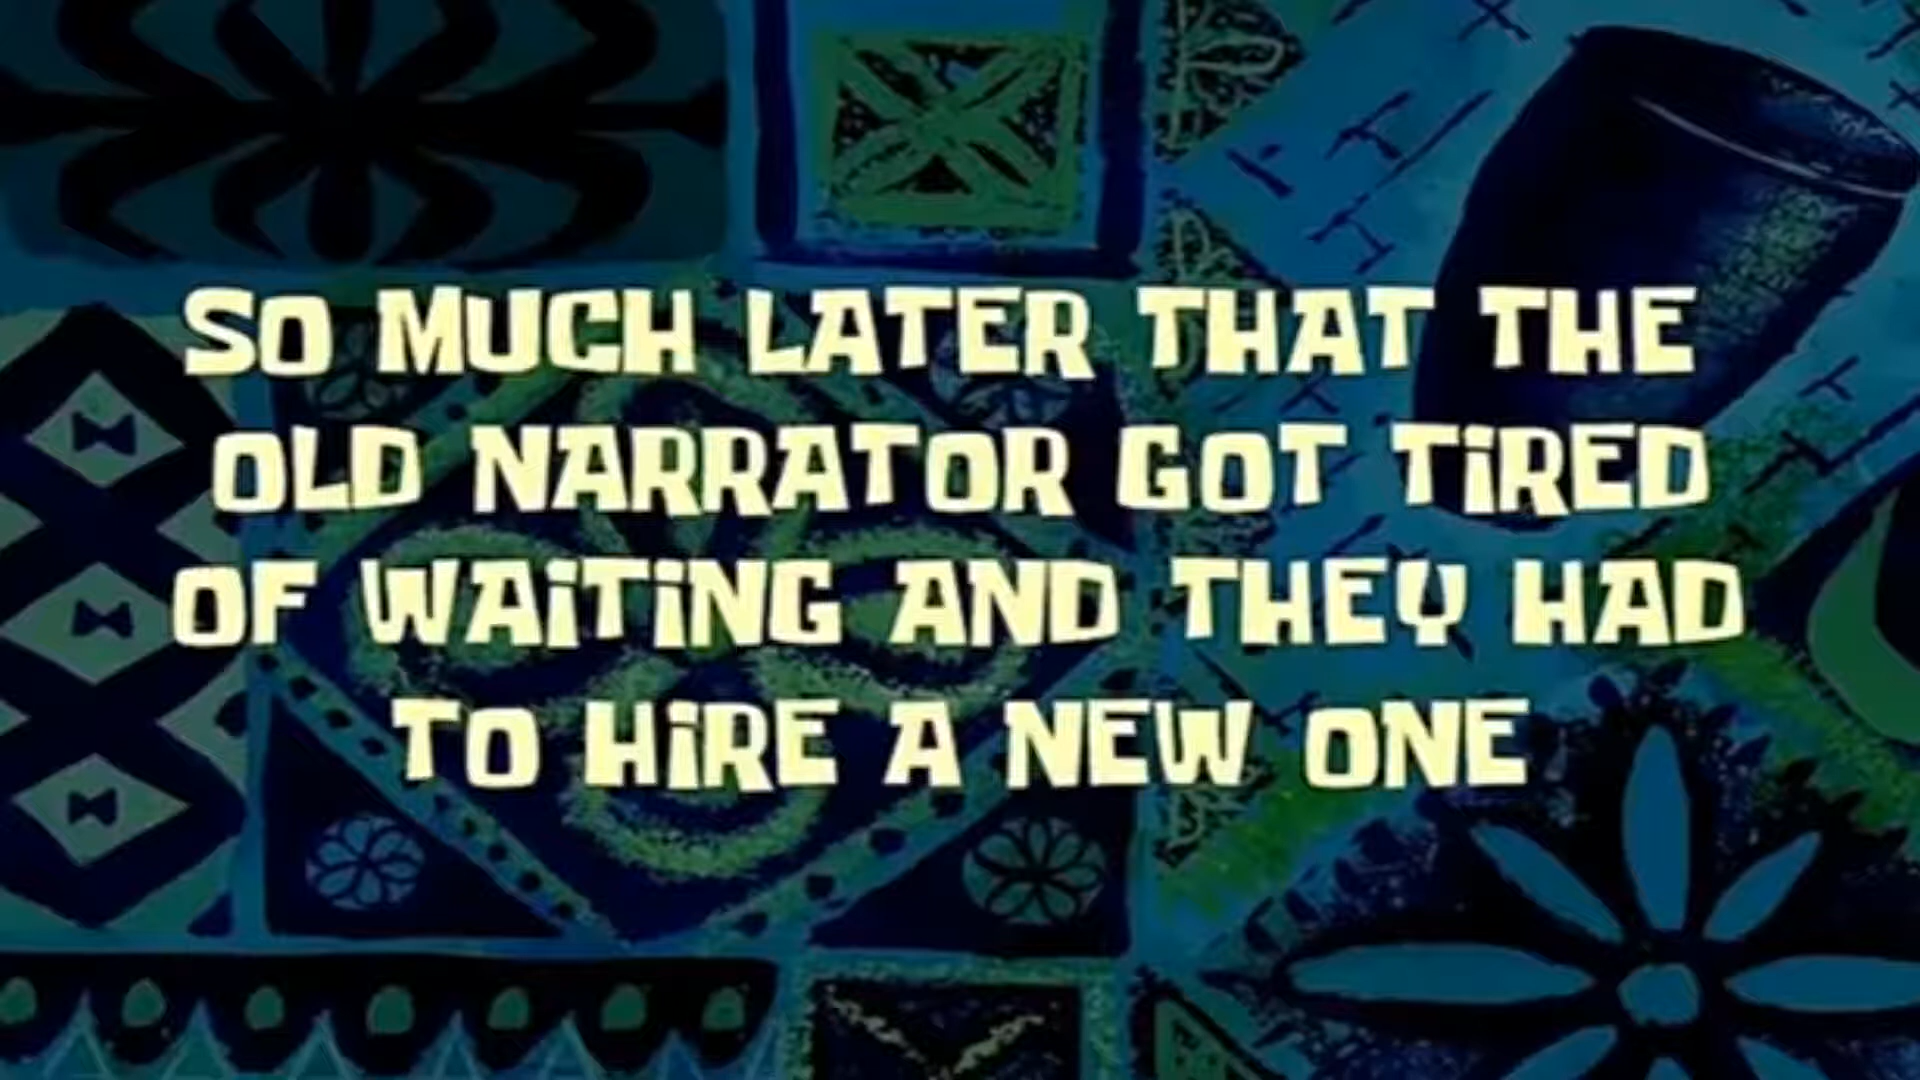 SO MUCH LATER THAT THE
OLD NARRATOR GOT TiRED
OF WAiTiNG AND THEY HAD
TO HiRE A NEW ONE